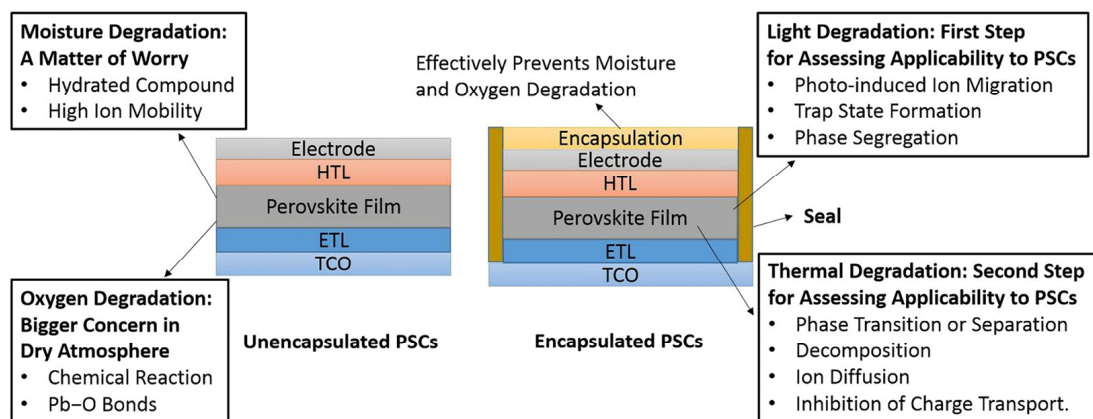 Moisture Degradation:
A Matter of Worry
• Hydrated Compound
• High Ion Mobility
Effectively Prevents Moisture
and Oxygen Degradation
Light Degradation: First Step
for Assessing Applicability to PSCs
• Photo-induced Ion Migration
• Trap State Formation
• Phase Segregation
Electrode
HTL
Perovskite Film
ETL
TCO
Encapsulation
Electrode
HTL
Perovskite Film
ETL
TCO
Seal
Oxygen Degradation:
Bigger Concern in
Dry Atmosphere
• Chemical Reaction
• Pb–O Bonds
Unencapsulated PSCs
Encapsulated PSCs
Thermal Degradation: Second Step
for Assessing Applicability to PSCs
• Phase Transition or Separation
• Decomposition
• Ion Diffusion
• Inhibition of Charge Transport.